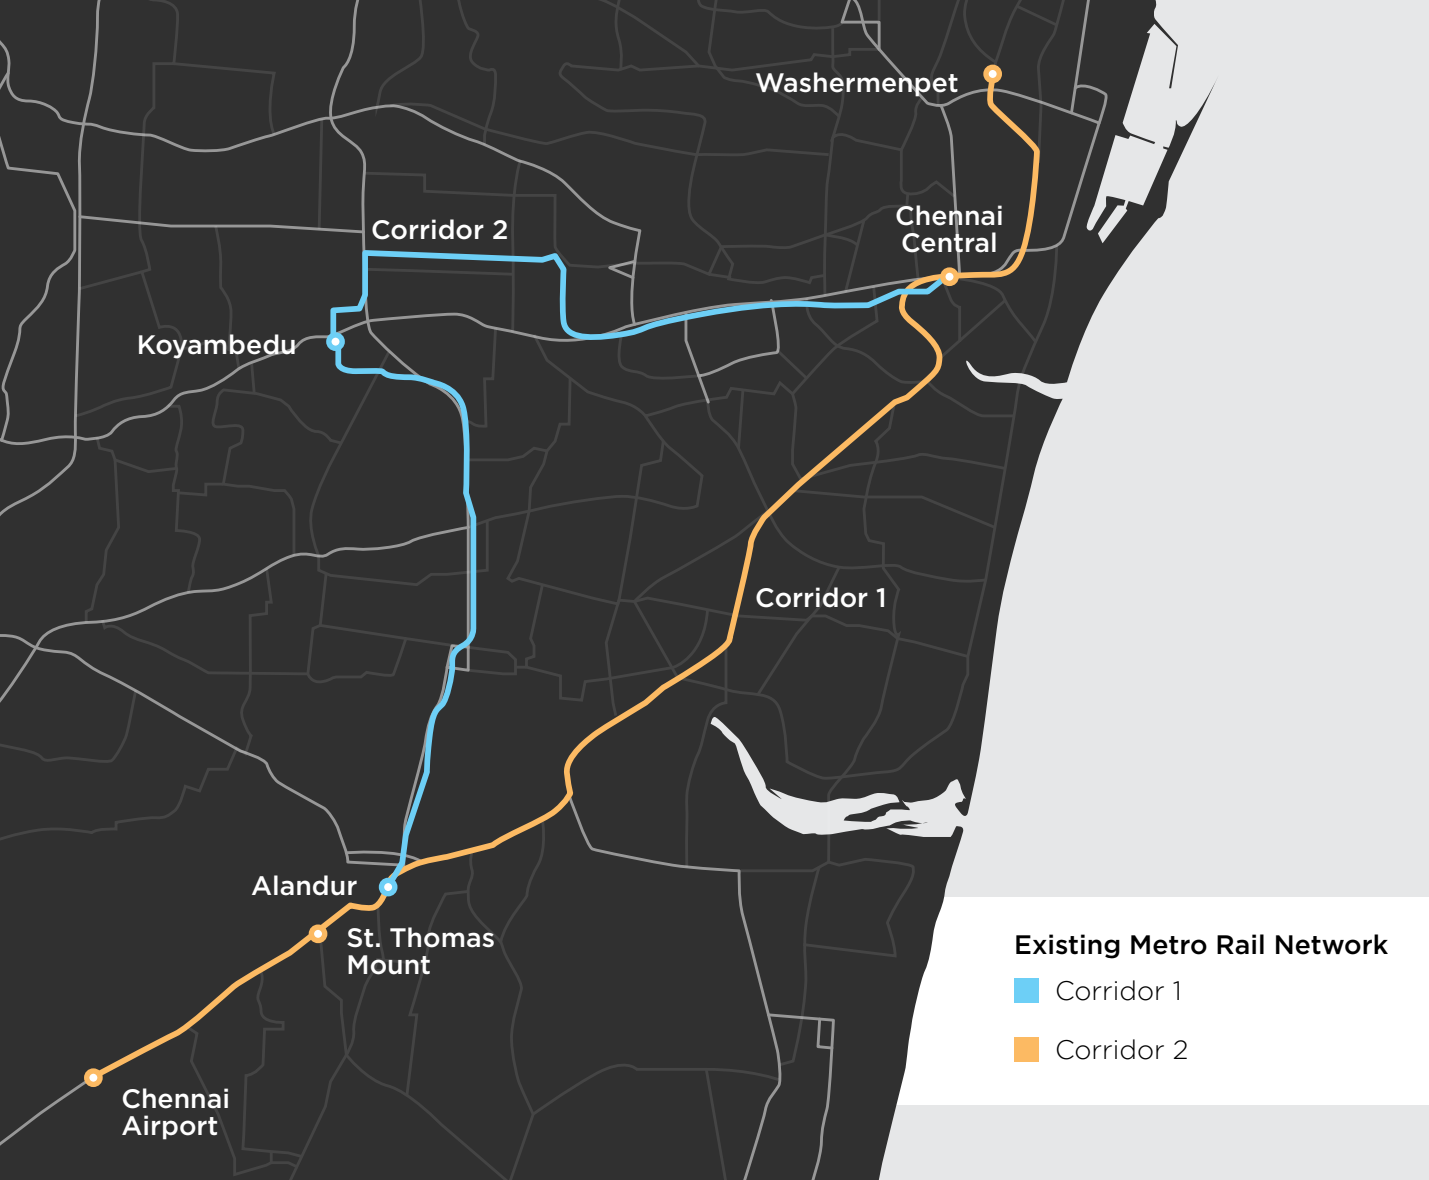 Washermenpet
Chennai
Central
Corridor 2
Koyambedu
Corridor 1
Alandur
St. Thomas
Mount
Chennai
Airport
Existing Metro Rail Network
Corridor 1
Corridor 2